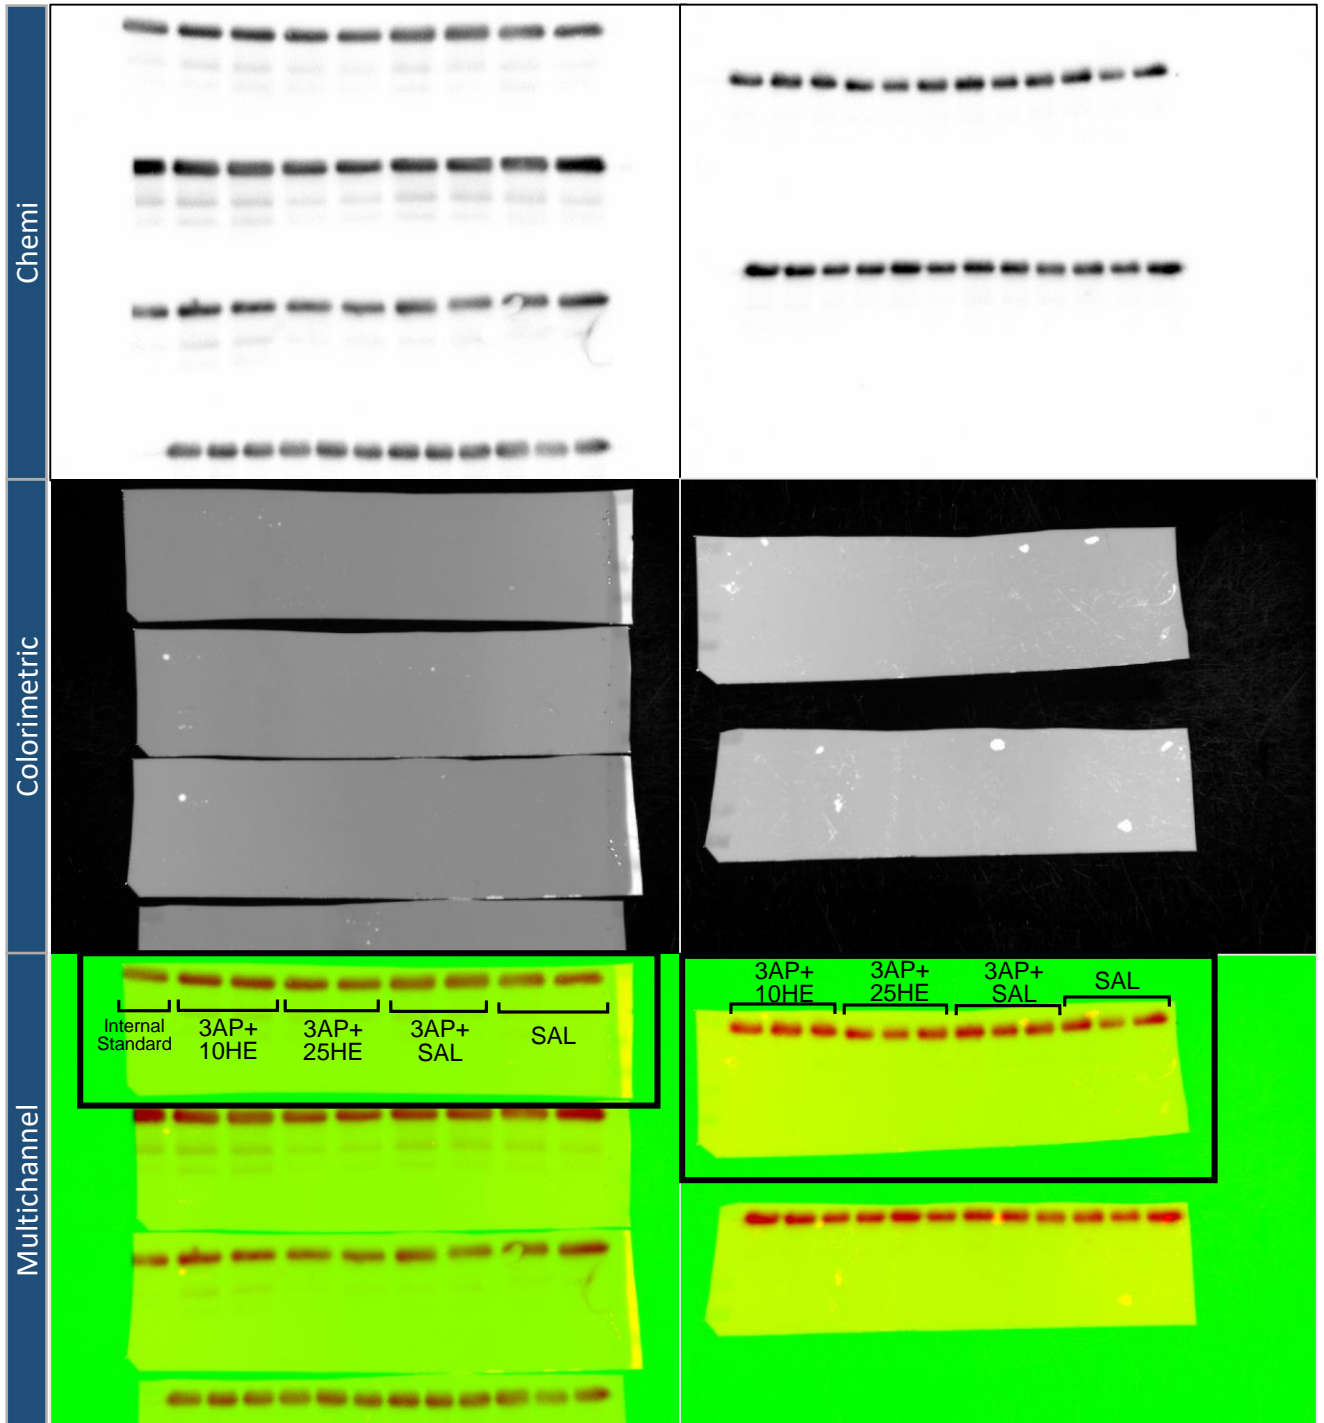 Chemi
Colorimetric
Multichannel
Internal
Standard
3AP+
10HE
3AP+
25HE
3AP+
SAL
SAL
3AP+
10HE
3AP+
25HE
3AP+
SAL
SAL